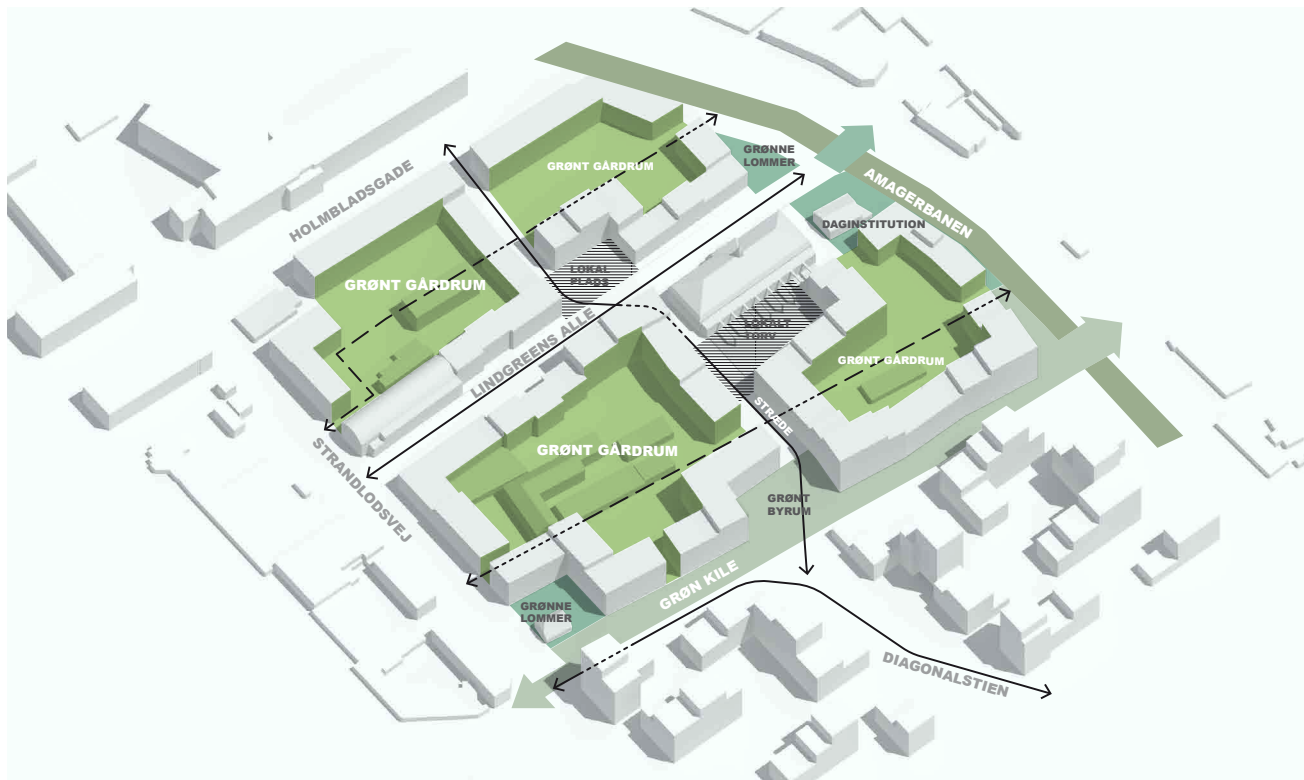 HOLMBLADSGADE
GRØNT GÅRDRUM
GRØNNE
LOMMER
AMAGERBANEN
DAGINSTITUTION
GRØNT GÅRDRUM
LOKAL
PLADS
LINDGREENS ALLE
LOKALT
TORV
GRØNT GÅRDRUM
STRÆDE
STRANDLODSVEJ
GRØNT GÅRDRUM
GRØNT
BYRUM
GRØN KILE
GRØNNE
LOMMER
DIAGONALSTIEN